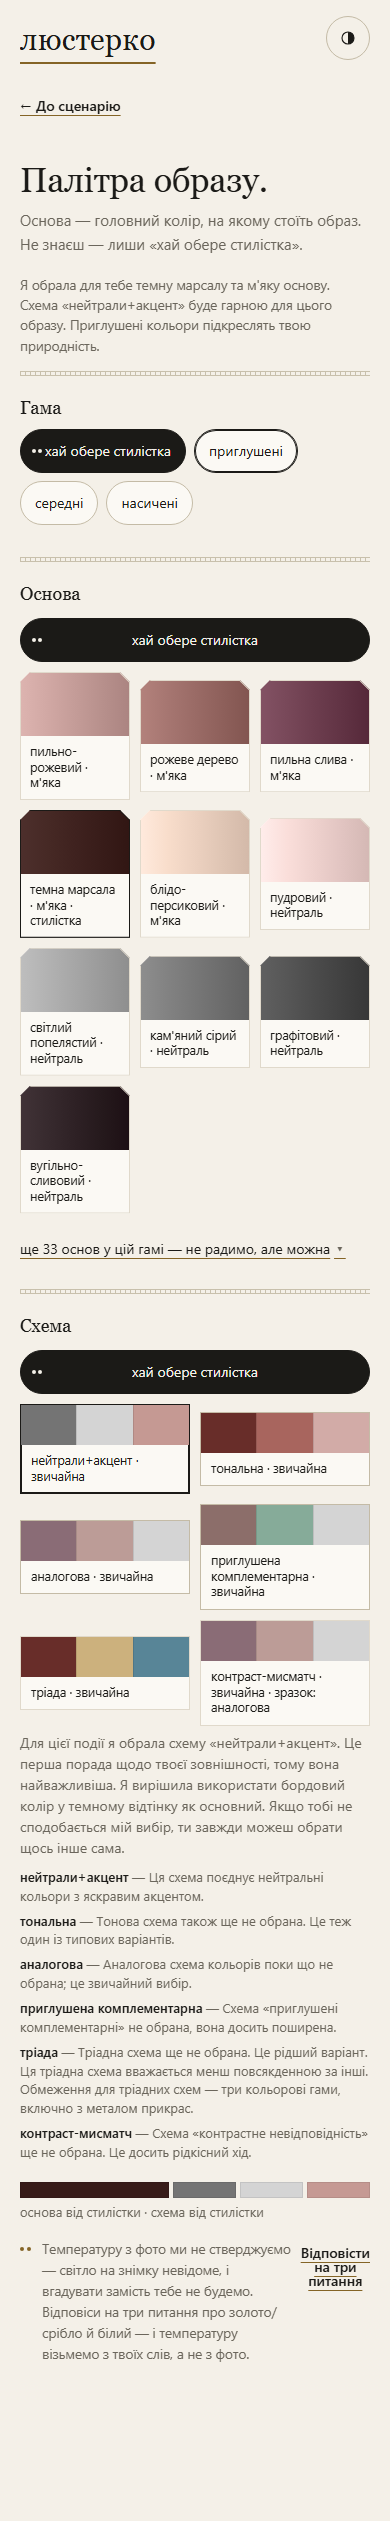 люстерко
← До сценарію
Палітра образу.
Основа — головний колір, на якому стоїть образ.
Не знаєш — лиши «хай обере стилістка».
Я обрала для тебе темну марсалу та м'яку основу.
Схема «нейтрали+акцент» буде гарною для цього
образу. Приглушені кольори підкреслять твою
природність.
Гама
хай обере стилістка
приглушені
середні
насичені
Основа
хай обере стилістка
пильно-
рожевий ·
м'яка
рожеве дерево
· м'яка
пильна слива ·
м'яка
темна марсала
· м'яка ·
стилістка
блідо-
персиковий ·
м'яка
пудровий ·
нейтраль
світлий
попелястий ·
нейтраль
кам'яний сірий
· нейтраль
графітовий ·
нейтраль
вугільно-
сливовий ·
нейтраль
ще 33 основ у цій гамі — не радимо, але можна ▾
Схема
хай обере стилістка
нейтрали+акцент ·
звичайна
тональна · звичайна
аналогова · звичайна
приглушена
комплементарна ·
звичайна
тріада · звичайна
контраст-мисматч ·
звичайна · зразок:
аналогова
Для цієї події я обрала схему «нейтрали+акцент». Це
перша порада щодо твоєї зовнішності, тому вона
найважливіша. Я вирішила використати бордовий
колір у темному відтінку як основний. Якщо тобі не
сподобається мій вибір, ти завжди можеш обрати
щось інше сама.
нейтрали+акцент — Ця схема поєднує нейтральні
кольори з яскравим акцентом.
тональна — Тонова схема також ще не обрана. Це теж
один із типових варіантів.
аналогова — Аналогова схема кольорів поки що не
обрана; це звичайний вибір.
приглушена комплементарна — Схема «приглушені
комплементарні» не обрана, вона досить поширена.
тріада — Тріадна схема ще не обрана. Це рідший варіант.
Ця тріадна схема вважається менш повсякденною за інші.
Обмеження для тріадних схем — три кольорові гами,
включно з металом прикрас.
контраст-мисматч — Схема «контрастне невідповідність»
ще не обрана. Це досить рідкісний хід.
основа від стилістки · схема від стилістки
Температуру з фото ми не стверджуємо
— світло на знімку невідоме, і
вгадувати замість тебе не будемо.
Відповіси на три питання про золото/
срібло й білий — і температуру
візьмемо з твоїх слів, а не з фото.
Відповісти
на три
питання